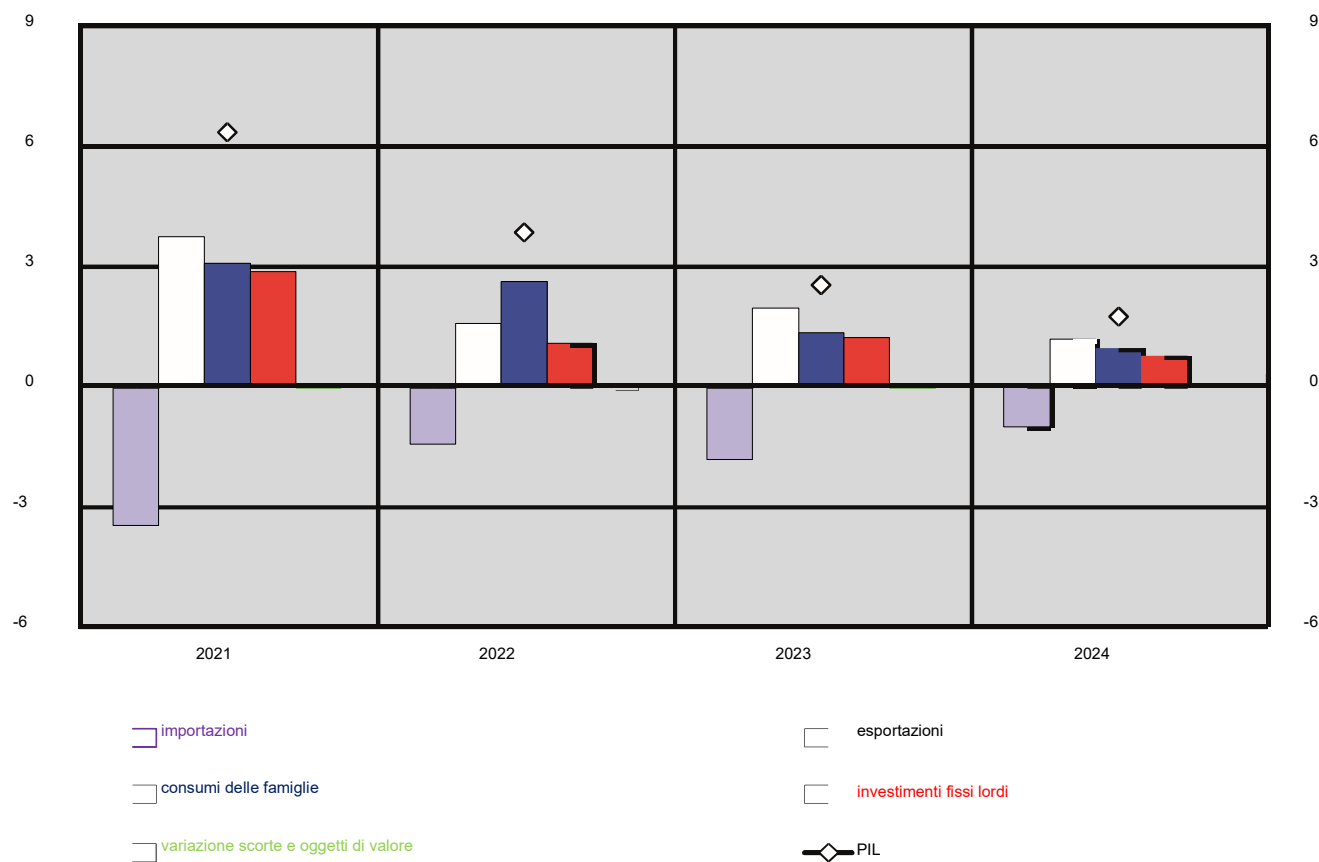 9 9
6 6
3 3
0 0
-3 -3
-6 -6
2021 2022 2023 2024
importazioni esportazioni
consumi delle famiglie investimenti fissi lordi
variazione scorte e oggetti di valore PIL